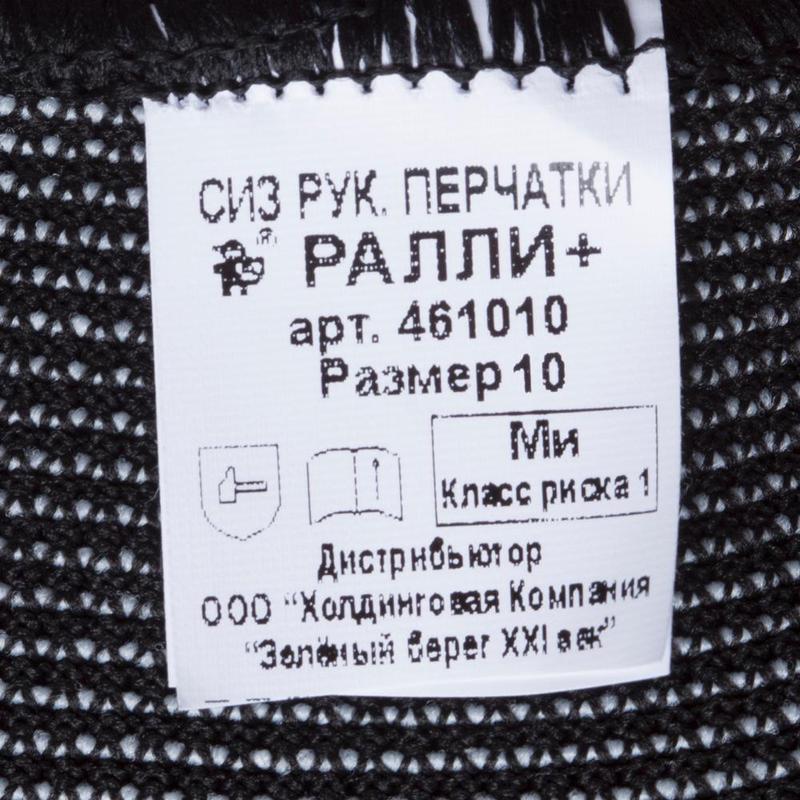 СИЗ РУК. ПЕРЧАТКИ
® РАЛЛИ+
арт. 461010
Размер 10
Ми
Класс риска 1
Дистрибьютор
ООО "Холдинговая Компания
"Зелёный берег XXI век"